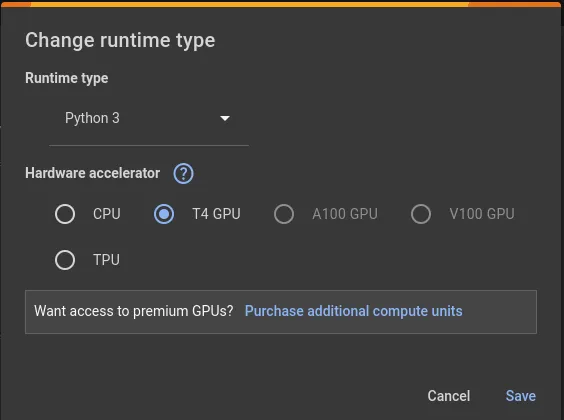 Change runtime type
Runtime type
Python 3
Hardware accelerator ?
CPU T4 GPU A100 GPU V100 GPU
TPU
Want access to premium GPUs? Purchase additional compute units
Cancel Save